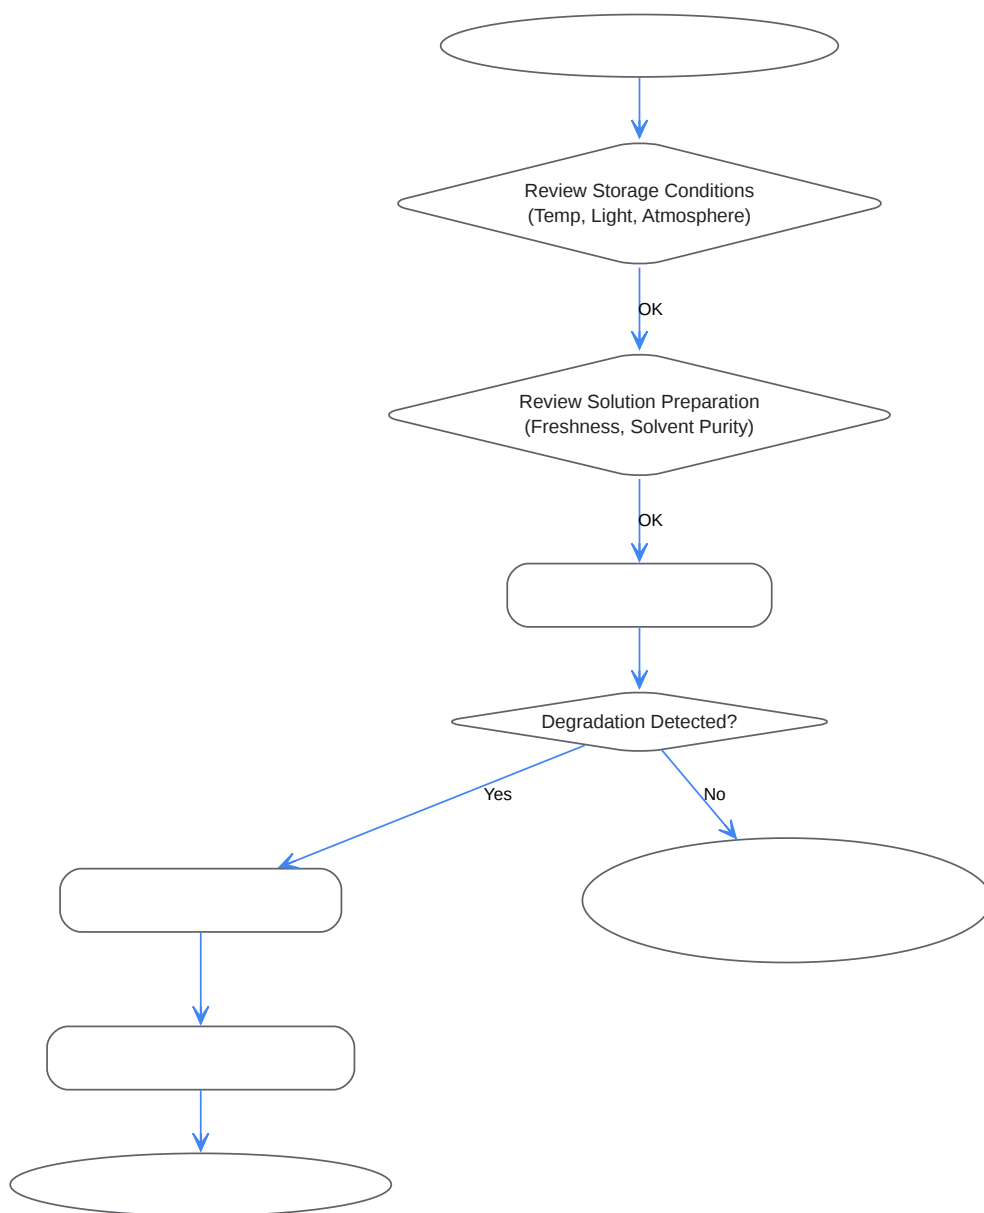 Review Storage Conditions
(Temp, Light, Atmosphere)
OK
Review Solution Preparation
(Freshness, Solvent Purity)
OK
Degradation Detected?
Yes
No